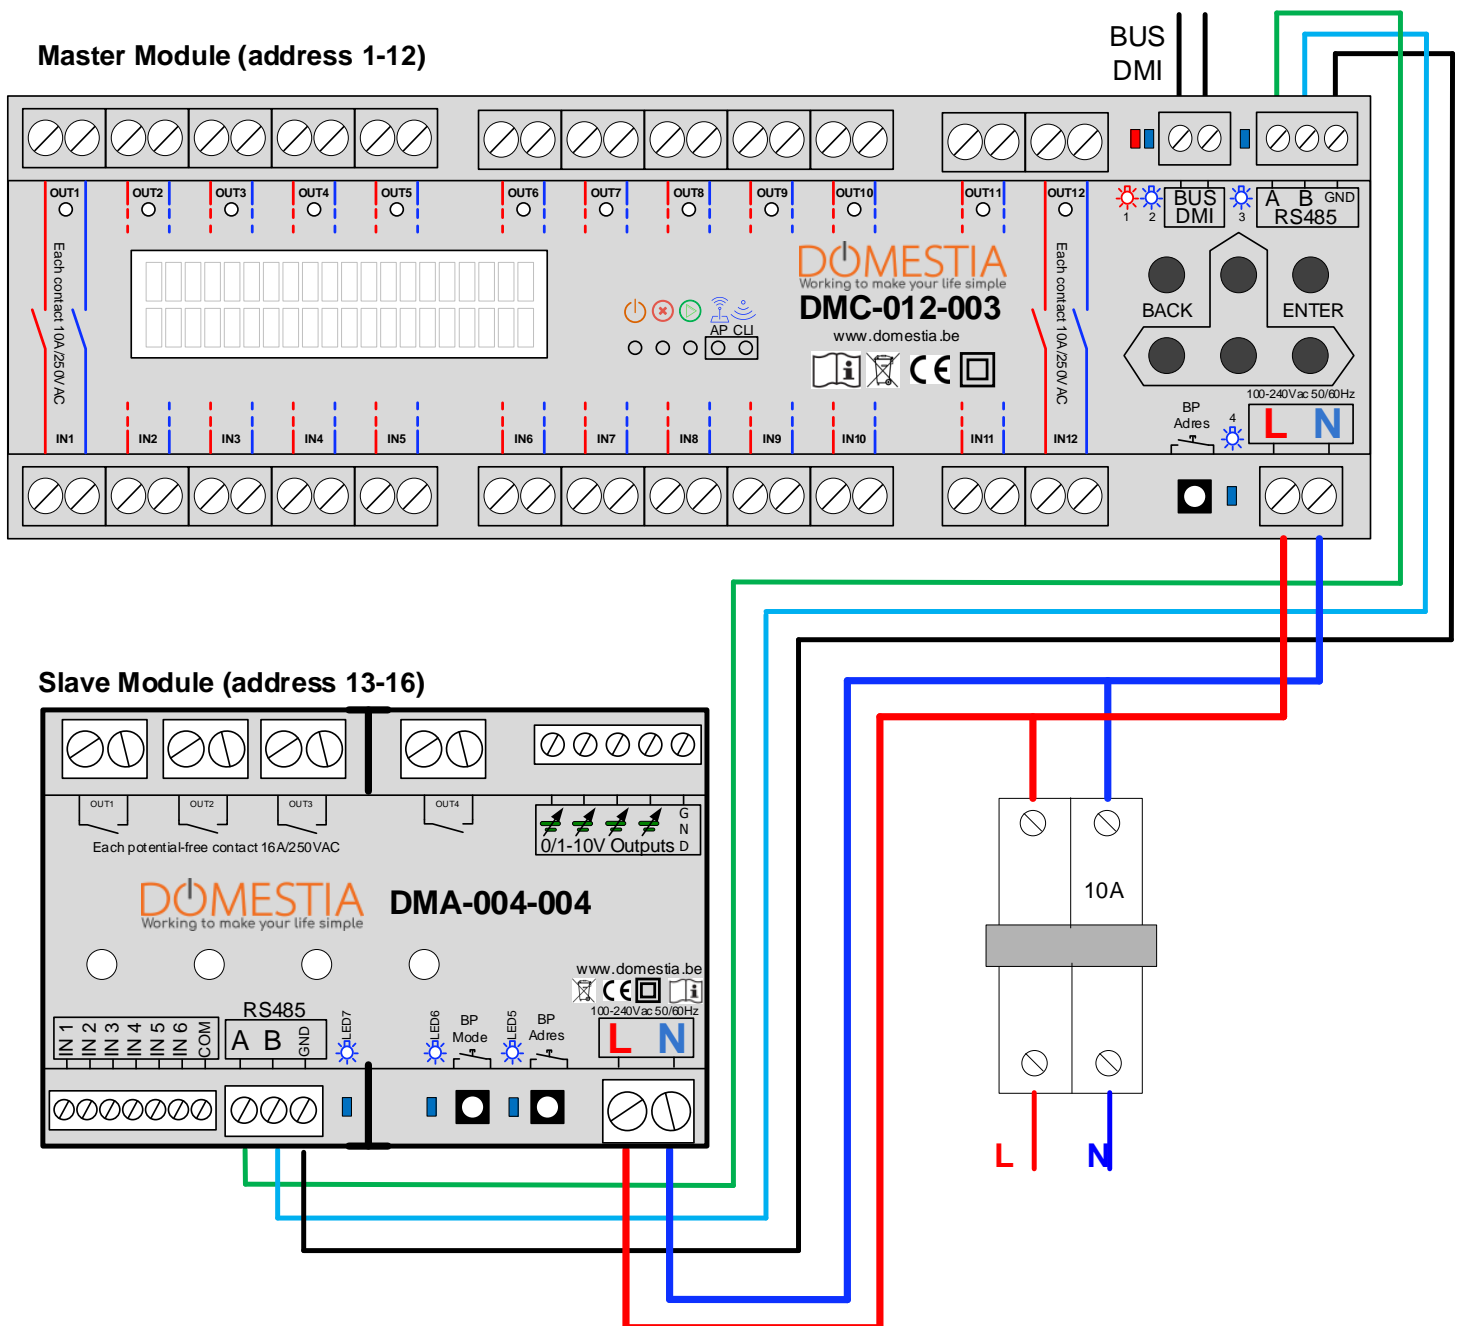 BUS
DMI
Master Module (address 1-12)
OUT1 OUT2 OUT3 OUT4 OUT5 OUT6 OUT7 OUT8 OUT9 OUT10 OUT11 OUT12
1 2 BUS DMI 3 A B GND
RS485
Each contact 10A/250V AC
DOMESTIA
Working to make your life simple
DMC-012-003
www.domestia.be
AP CLI
Each contact 10A/250V AC
BACK ENTER
100-240Vac 50/60Hz
BP
Adres
4
L N
IN1 IN2 IN3 IN4 IN5 IN6 IN7 IN8 IN9 IN10 IN11 IN12
Slave Module (address 13-16)
OUT1 OUT2 OUT3 OUT4
Each potential-free contact 16A/250VAC
0/1-10V Outputs
GND
DOMESTIA
Working to make your life simple
DMA-004-004
www.domestia.be
100-240Vac 50/60Hz
IN 1
IN 2
IN 3
IN 4
IN 5
IN 6
COM
RS485
A B GND
LED7
LED6
BP
Mode
LED5
BP
Adres
L N
10A
L N